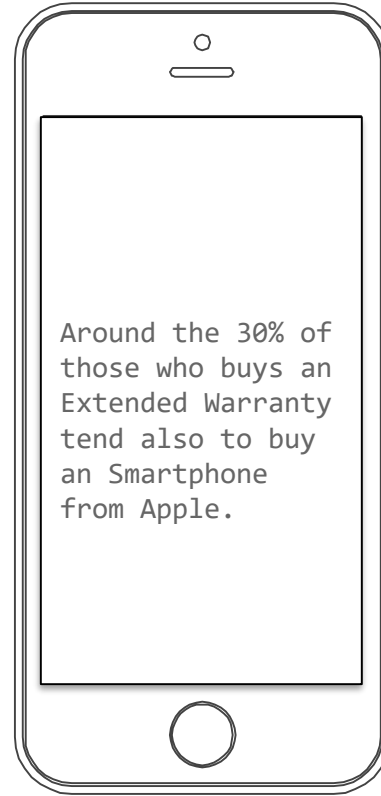 Around the 30% of
those who buys an
Extended Warranty
tend also to buy
an Smartphone
from Apple.